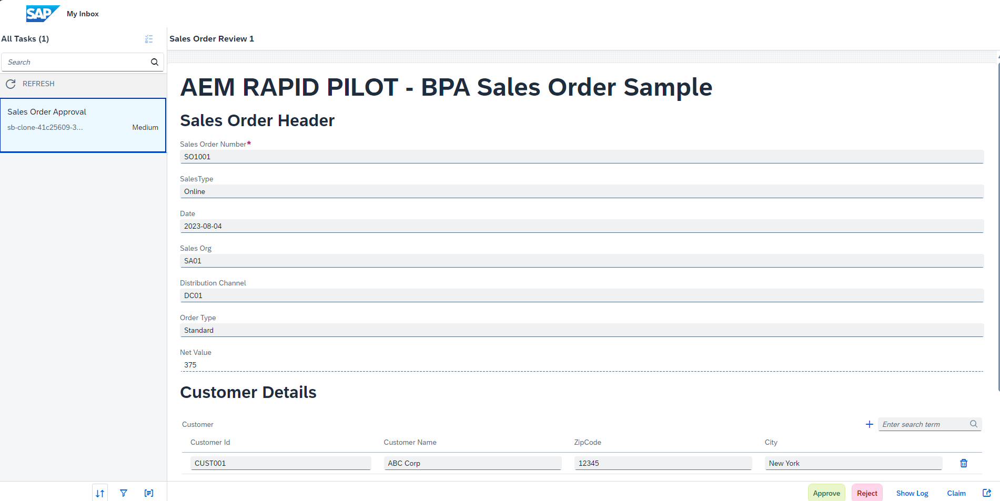 SAP My Inbox
All Tasks (1)
Search
REFRESH
Sales Order Approval
sb-clone-41c25609-3... Medium
Sales Order Review 1
AEM RAPID PILOT - BPA Sales Order Sample
Sales Order Header
Sales Order Number*
SO1001
SalesType
Online
Date
2023-08-04
Sales Org
SA01
Distribution Channel
DC01
Order Type
Standard
Net Value
375
Customer Details
Customer Enter search term
Customer Id Customer Name ZipCode City
CUST001 ABC Corp 12345 New York
Approve Reject Show Log Claim